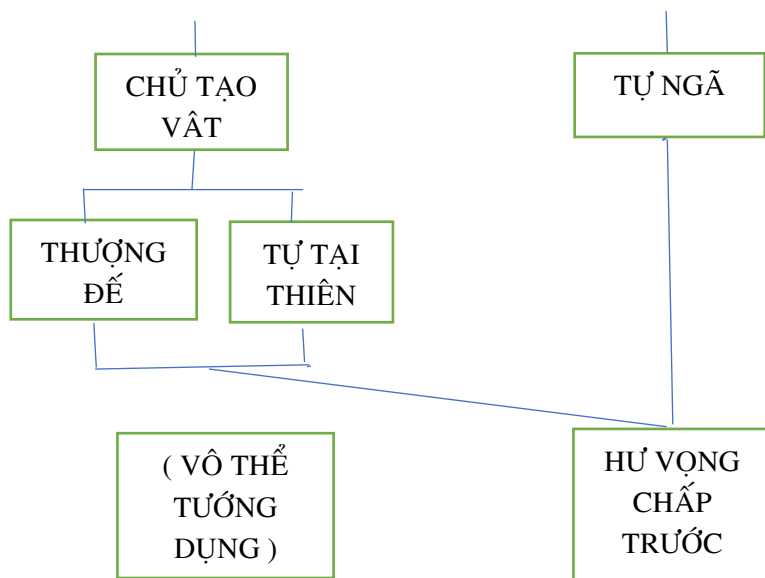 CHỦ TẠO
VÂT
TỰ NGÃ
THƯỢNG
ĐẾ
TỰ TẠI
THIÊN
( VÔ THỂ
TƯỚNG
DỤNG )
HƯ VỌNG
CHẤP
TRƯỚC